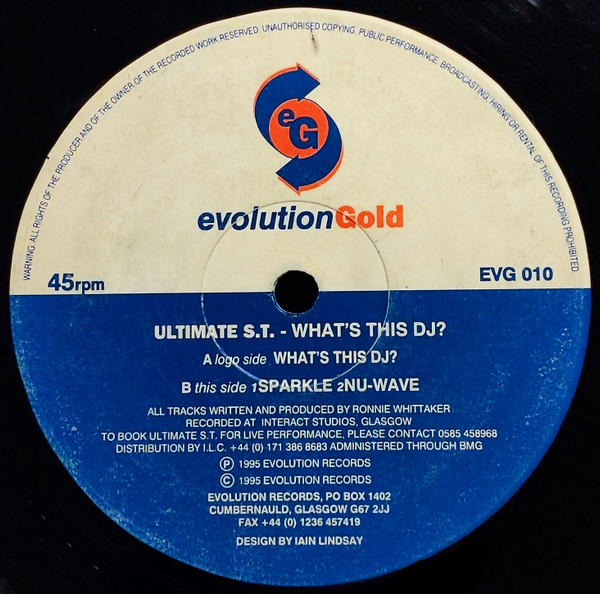 WARNING: ALL RIGHTS OF THE PRODUCER AND OF THE OWNER OF THE RECORDED WORK RESERVED. UNAUTHORISED COPYING, PUBLIC PERFORMANCE, BROADCASTING, HIRING OR RENTAL OF THIS RECORDING PROHIBITED
eG
evolutionGold
45rpm
EVG 010
ULTIMATE S.T. - WHAT'S THIS DJ?
A logo side WHAT'S THIS DJ?
B this side 1SPARKLE 2NU-WAVE
ALL TRACKS WRITTEN AND PRODUCED BY RONNIE WHITTAKER
RECORDED AT INTERACT STUDIOS, GLASGOW
TO BOOK ULTIMATE S.T. FOR LIVE PERFORMANCE, PLEASE CONTACT 0585 458968
DISTRIBUTION BY I.L.C. +44 (0) 171 386 8683 ADMINISTERED THROUGH BMG
Ⓟ 1995 EVOLUTION RECORDS
© 1995 EVOLUTION RECORDS
EVOLUTION RECORDS, PO BOX 1402
CUMBERNAULD, GLASGOW G67 2JJ
FAX +44 (0) 1236 457419
DESIGN BY IAIN LINDSAY